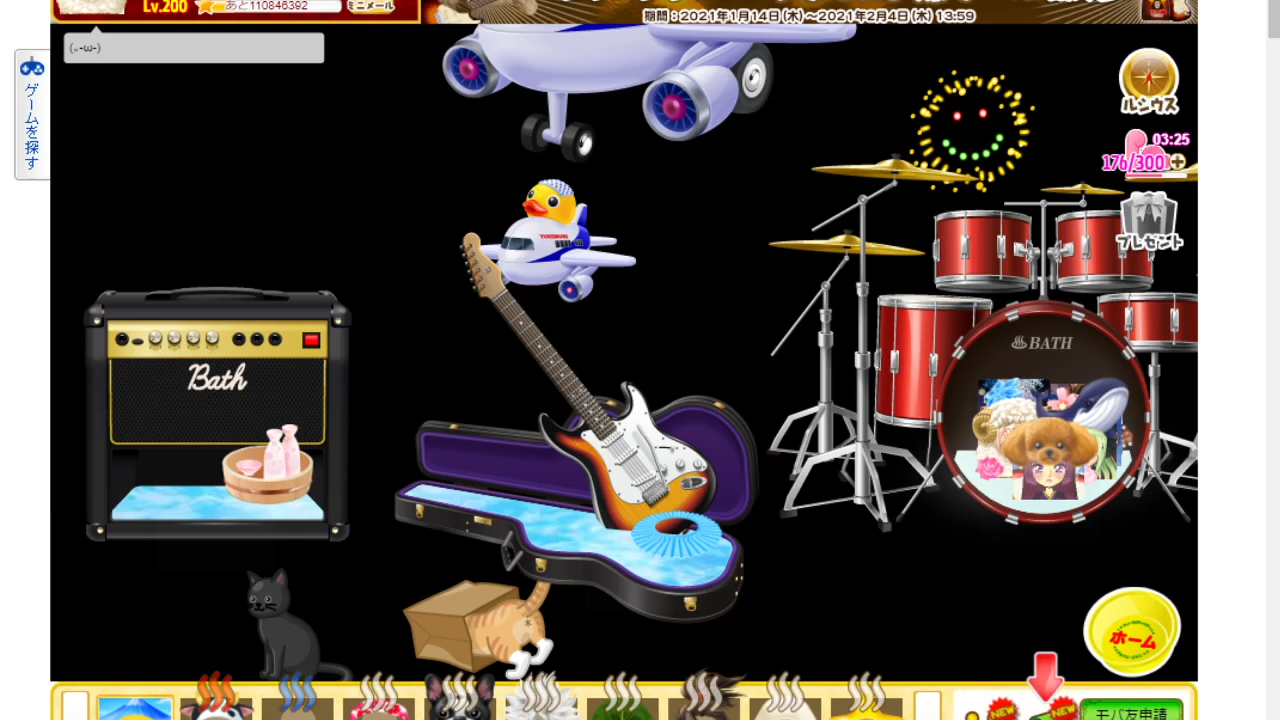 Lv.200
あと110846392
ミニメール
期間：2021年1月14日(木)～2021年2月4日(木) 13:59
(。-ω-)
ゲームを探す
ルシウス
03:25
176/300
プレゼント
Bath
BATH
ホーム
NEW
NEW
モバ友申請